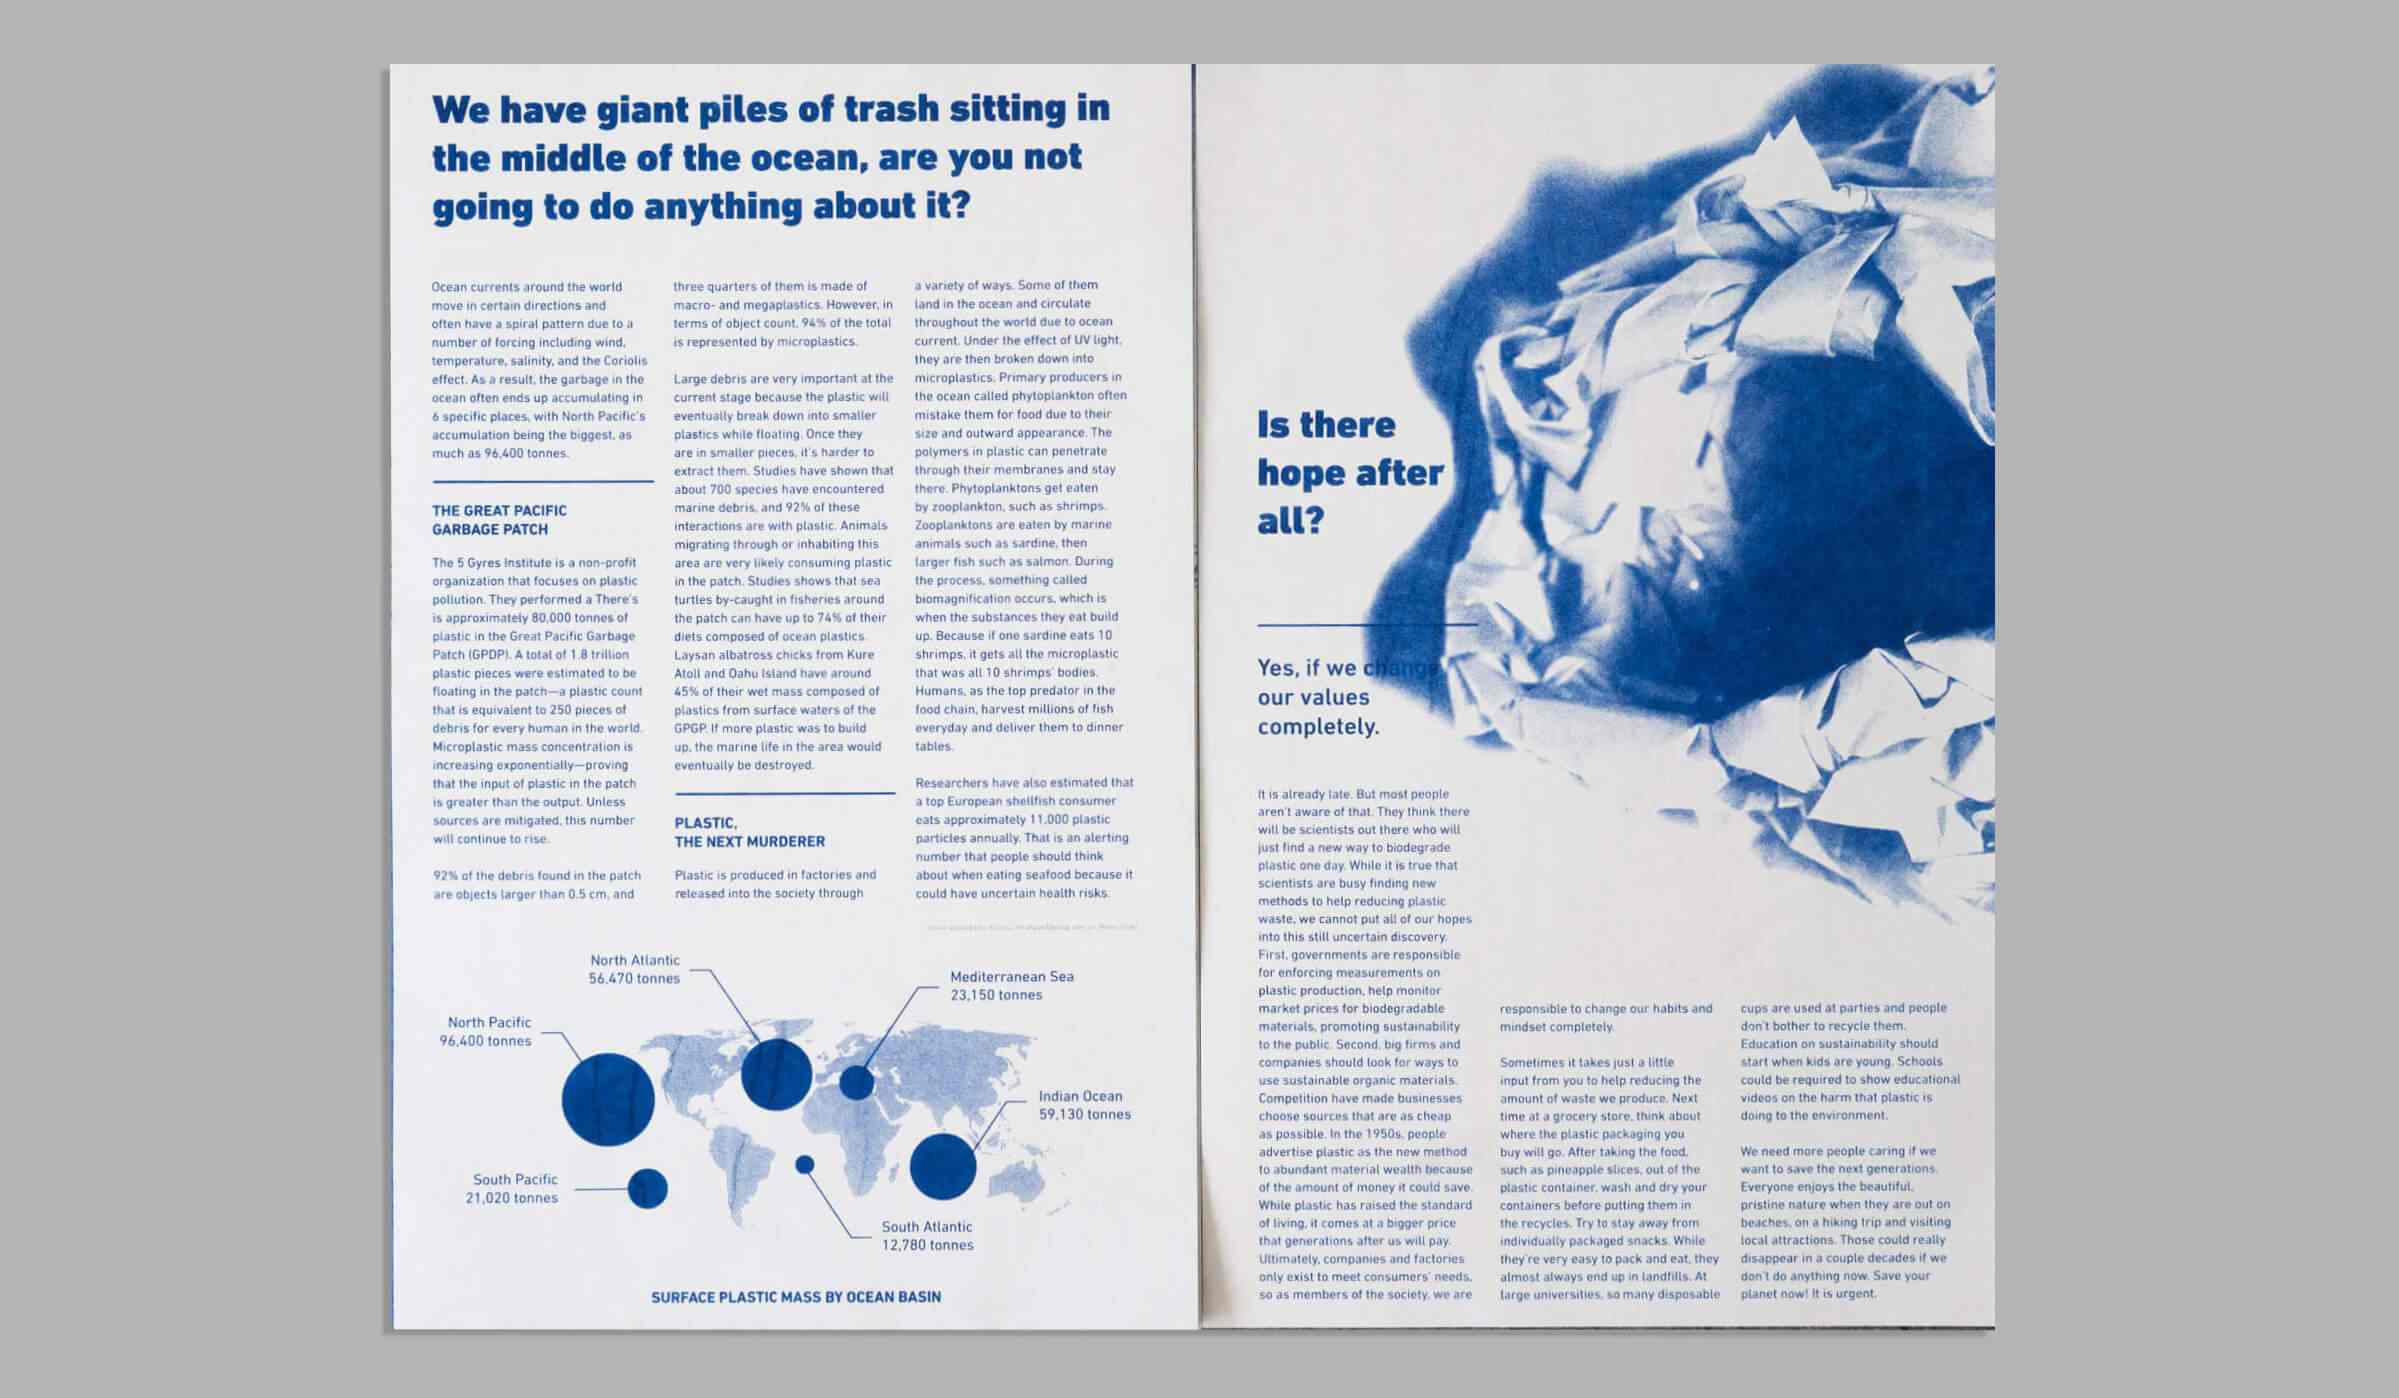 We have giant piles of trash sitting in
the middle of the ocean, are you not
going to do anything about it?
Ocean currents around the world
move in certain directions and
often have a spiral pattern due to a
number of forcing including wind,
temperature, salinity, and the Coriolis
effect. As a result, the garbage in the
ocean often ends up accumulating in
6 specific places, with North Pacific's
accumulation being the biggest, as
much as 96,400 tonnes.
THE GREAT PACIFIC
GARBAGE PATCH
The 5 Gyres Institute is a non-profit
organization that focuses on plastic
pollution. They performed a There's
is approximately 80,000 tonnes of
plastic in the Great Pacific Garbage
Patch (GPDP). A total of 1.8 trillion
plastic pieces were estimated to be
floating in the patch—a plastic count
that is equivalent to 250 pieces of
debris for every human in the world.
Microplastic mass concentration is
increasing exponentially—proving
that the input of plastic in the patch
is greater than the output. Unless
sources are mitigated, this number
will continue to rise.
92% of the debris found in the patch
are objects larger than 0.5 cm, and
three quarters of them is made of
macro- and megaplastics. However, in
terms of object count, 94% of the total
is represented by microplastics.
Large debris are very important at the
current stage because the plastic will
eventually break down into smaller
plastics while floating. Once they
are in smaller pieces, it's harder to
extract them. Studies have shown that
about 700 species have encountered
marine debris, and 92% of these
interactions are with plastic. Animals
migrating through or inhabiting this
area are very likely consuming plastic
in the patch. Studies shows that sea
turtles by-caught in fisheries around
the patch can have up to 74% of their
diets composed of ocean plastics.
Laysan albatross chicks from Kure
Atoll and Oahu Island have around
45% of their wet mass composed of
plastics from surface waters of the
GPGP. If more plastic was to build
up, the marine life in the area would
eventually be destroyed.
PLASTIC,
THE NEXT MURDERER
Plastic is produced in factories and
released into the society through
a variety of ways. Some of them
land in the ocean and circulate
throughout the world due to ocean
current. Under the effect of UV light,
they are then broken down into
microplastics. Primary producers in
the ocean called phytoplankton often
mistake them for food due to their
size and outward appearance. The
polymers in plastic can penetrate
through their membranes and stay
there. Phytoplanktons get eaten
by zooplankton, such as shrimps.
Zooplanktons are eaten by marine
animals such as sardine, then
larger fish such as salmon. During
the process, something called
biomagnification occurs, which is
when the substances they eat build
up. Because if one sardine eats 10
shrimps, it gets all the microplastic
that was all 10 shrimps' bodies.
Humans, as the top predator in the
food chain, harvest millions of fish
everyday and deliver them to dinner
tables.
Researchers have also estimated that
a top European shellfish consumer
eats approximately 11,000 plastic
particles annually. That is an alerting
number that people should think
about when eating seafood because it
could have uncertain health risks.
North Atlantic
56,470 tonnes
Mediterranean Sea
23,150 tonnes
North Pacific
96,400 tonnes
Indian Ocean
59,130 tonnes
South Pacific
21,020 tonnes
South Atlantic
12,780 tonnes
SURFACE PLASTIC MASS BY OCEAN BASIN
Is there
hope after
all?
Yes, if we change
our values
completely.
It is already late. But most people
aren't aware of that. They think there
will be scientists out there who will
just find a new way to biodegrade
plastic one day. While it is true that
scientists are busy finding new
methods to help reducing plastic
waste, we cannot put all of our hopes
into this still uncertain discovery.
First, governments are responsible
for enforcing measurements on
plastic production, help monitor
market prices for biodegradable
materials, promoting sustainability
to the public. Second, big firms and
companies should look for ways to
use sustainable organic materials.
Competition have made businesses
choose sources that are as cheap
as possible. In the 1950s, people
advertise plastic as the new method
to abundant material wealth because
of the amount of money it could save.
While plastic has raised the standard
of living, it comes at a bigger price
that generations after us will pay.
Ultimately, companies and factories
only exist to meet consumers' needs,
so as members of the society, we are
responsible to change our habits and
mindset completely.
Sometimes it takes just a little
input from you to help reducing the
amount of waste we produce. Next
time at a grocery store, think about
where the plastic packaging you
buy will go. After taking the food,
such as pineapple slices, out of the
plastic container, wash and dry your
containers before putting them in
the recycles. Try to stay away from
individually packaged snacks. While
they're very easy to pack and eat, they
almost always end up in landfills. At
large universities, so many disposable
cups are used at parties and people
don't bother to recycle them.
Education on sustainability should
start when kids are young. Schools
could be required to show educational
videos on the harm that plastic is
doing to the environment.
We need more people caring if we
want to save the next generations.
Everyone enjoys the beautiful,
pristine nature when they are out on
beaches, on a hiking trip and visiting
local attractions. Those could really
disappear in a couple decades if we
don't do anything now. Save your
planet now! It is urgent.